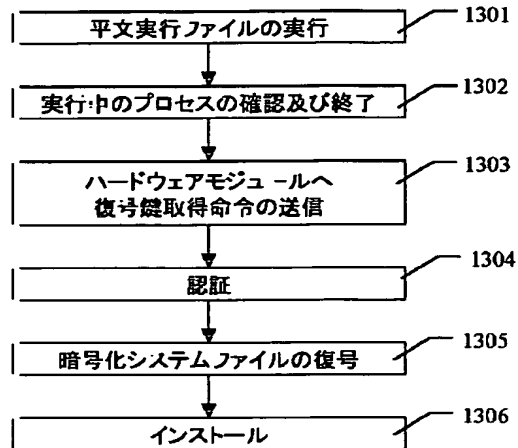 平文実行ファイルの実行
1301
実行中のプロセスの確認及び終了
1302
ハードウェアモジュールへ
復号鍵取得命令の送信
1303
認証
1304
暗号化システムファイルの復号
1305
インストール
1306